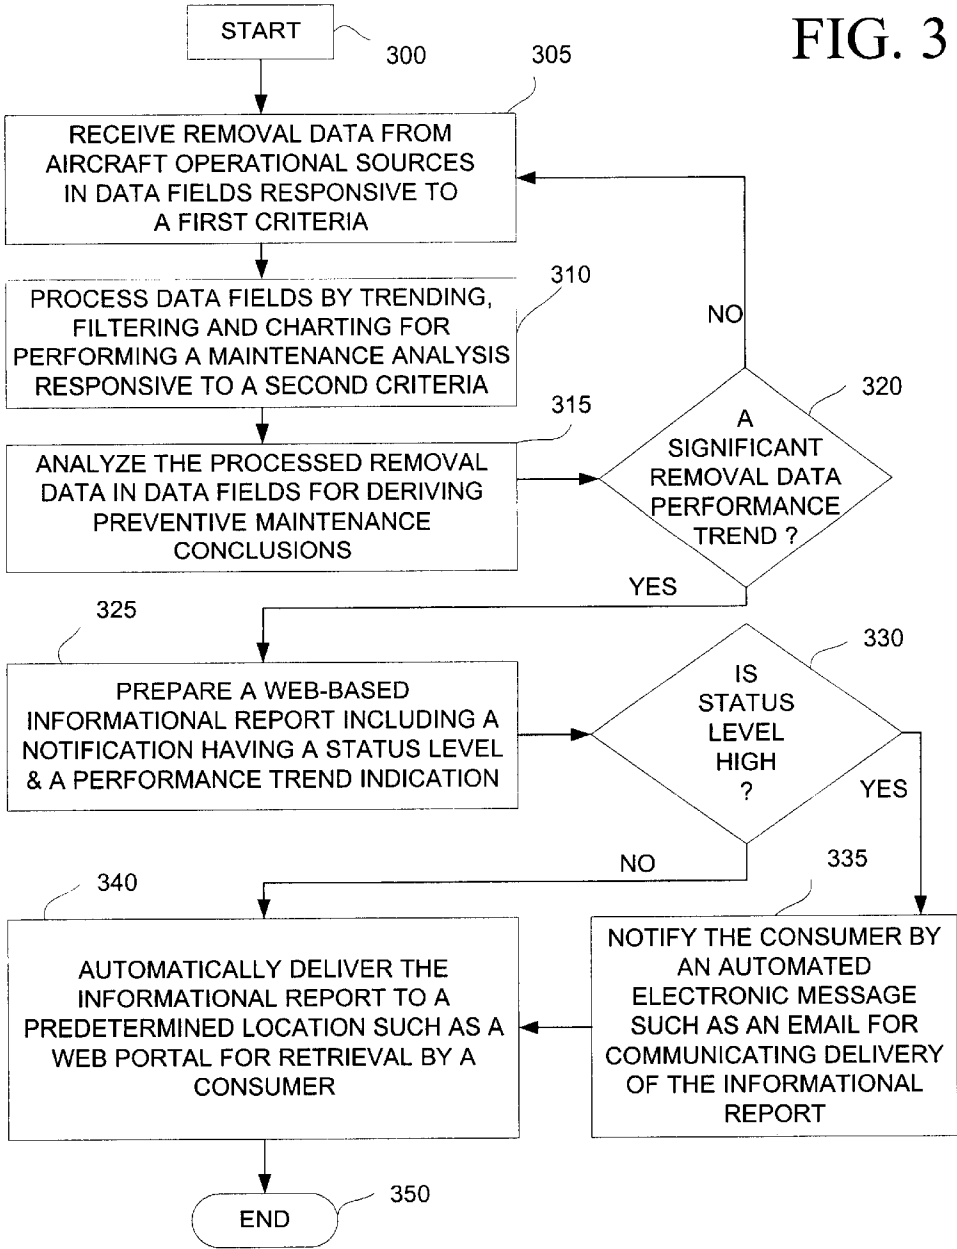 FIG. 3
START
300
305
RECEIVE REMOVAL DATA FROM
AIRCRAFT OPERATIONAL SOURCES
IN DATA FIELDS RESPONSIVE TO
A FIRST CRITERIA
310
PROCESS DATA FIELDS BY TRENDING,
FILTERING AND CHARTING FOR
PERFORMING A MAINTENANCE ANALYSIS
RESPONSIVE TO A SECOND CRITERIA
315
ANALYZE THE PROCESSED REMOVAL
DATA IN DATA FIELDS FOR DERIVING
PREVENTIVE MAINTENANCE
CONCLUSIONS
NO
320
A
SIGNIFICANT
REMOVAL DATA
PERFORMANCE
TREND ?
YES
325
PREPARE A WEB-BASED
INFORMATIONAL REPORT INCLUDING A
NOTIFICATION HAVING A STATUS LEVEL
& A PERFORMANCE TREND INDICATION
330
IS
STATUS
LEVEL
HIGH
?
YES
NO
335
NOTIFY THE CONSUMER BY
AN AUTOMATED
ELECTRONIC MESSAGE
SUCH AS AN EMAIL FOR
COMMUNICATING DELIVERY
OF THE INFORMATIONAL
REPORT
340
AUTOMATICALLY DELIVER THE
INFORMATIONAL REPORT TO A
PREDETERMINED LOCATION SUCH AS A
WEB PORTAL FOR RETRIEVAL BY A
CONSUMER
350
END